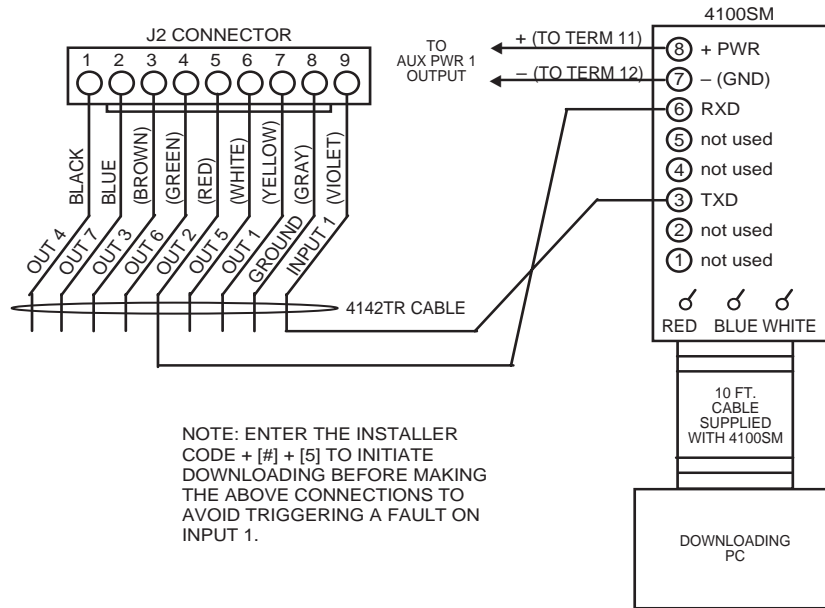 4100SM
J2 CONNECTOR
1 2 3 4 5 6 7 8 9
BLACK
BLUE
(BROWN)
(GREEN)
(RED)
(WHITE)
(YELLOW)
(GRAY)
(VIOLET)
OUT 4
OUT 7
OUT 3
OUT 6
OUT 2
OUT 5
OUT 1
GROUND
INPUT 1
4142TR CABLE
TO
AUX PWR 1
OUTPUT
+ (TO TERM 11)
– (TO TERM 12)
8 + PWR
7 – (GND)
6 RXD
5 not used
4 not used
3 TXD
2 not used
1 not used
RED BLUE WHITE
10 FT.
CABLE
SUPPLIED
WITH 4100SM
DOWNLOADING
PC
NOTE: ENTER THE INSTALLER
CODE + [#] + [5] TO INITIATE
DOWNLOADING BEFORE MAKING
THE ABOVE CONNECTIONS TO
AVOID TRIGGERING A FAULT ON
INPUT 1.